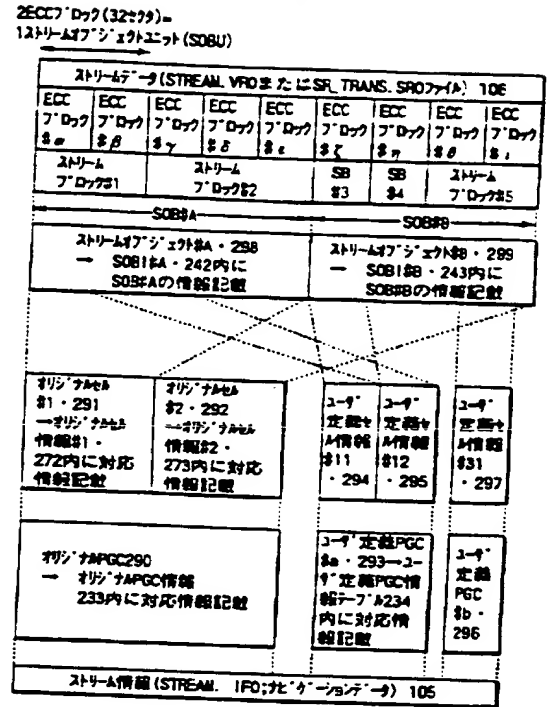 2ECCブロック(32セクタ)=
1ストリームオブジェクトユニット(SOBU)
ストリームデータ(STREAM. VROまたはSR_TRANS. SROファイル) 106
ECC ECC ECC ECC ECC ECC ECC ECC ECC
ブロック ブロック ブロック ブロック ブロック ブロック ブロック ブロック ブロック
$α $β $γ $δ $ε $ζ $η $θ $ι
ストリーム ストリーム SB SB ストリーム
ブロック#1 ブロック#2 #3 #4 ブロック#5
SOB#A SOB#B
ストリームオブジェクト#A・298 ストリームオブジェクト#B・299
→ SOBI#A・242内に → SOBI#B・243内に
SOB#Aの情報記載 SOB#Bの情報記載
オリジナルセル オリジナルセル ユーザ ユーザ ユーザ
#1・291 #2・292 定義セ 定義セ 定義セ
→オリジナルセル →オリジナルセル ル情報 ル情報 ル情報
情報#1・ 情報#2・ #11 #12 #31
272内に対応 273内に対応 ・294 ・295 ・297
情報記載 情報記載
オリジナルPGC290
→ オリジナルPGC情報
233内に対応情報記載
ユーザ定義PGC
#a・293→ユー
ザ定義PGC情
報テーブル234
内に対応情
報記載
ユーザ
定義
PGC
#b・
296
ストリーム情報(STREAM. IFO;ナビゲーションデータ) 105